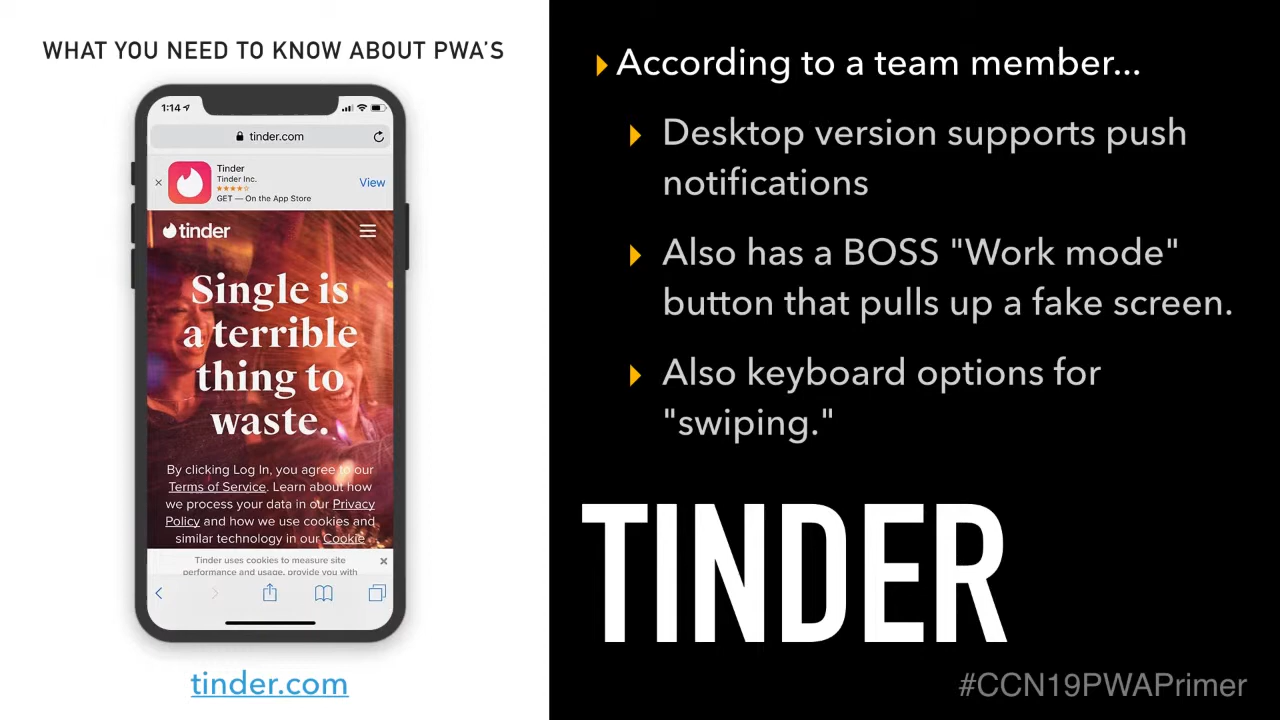 WHAT YOU NEED TO KNOW ABOUT PWA'S
1:14
tinder.com
Tinder
Tinder Inc.
GET — On the App Store
View
tinder
Single is
a terrible
thing to
waste.
By clicking Log In, you agree to our
Terms of Service. Learn about how
we process your data in our Privacy
Policy and how we use cookies and
similar technology in our Cookie
Tinder uses cookies to measure site
performance and usage, provide you with
tinder.com
According to a team member...
Desktop version supports push
notifications
Also has a BOSS "Work mode"
button that pulls up a fake screen.
Also keyboard options for
"swiping."
TINDER
#CCN19PWAPrimer